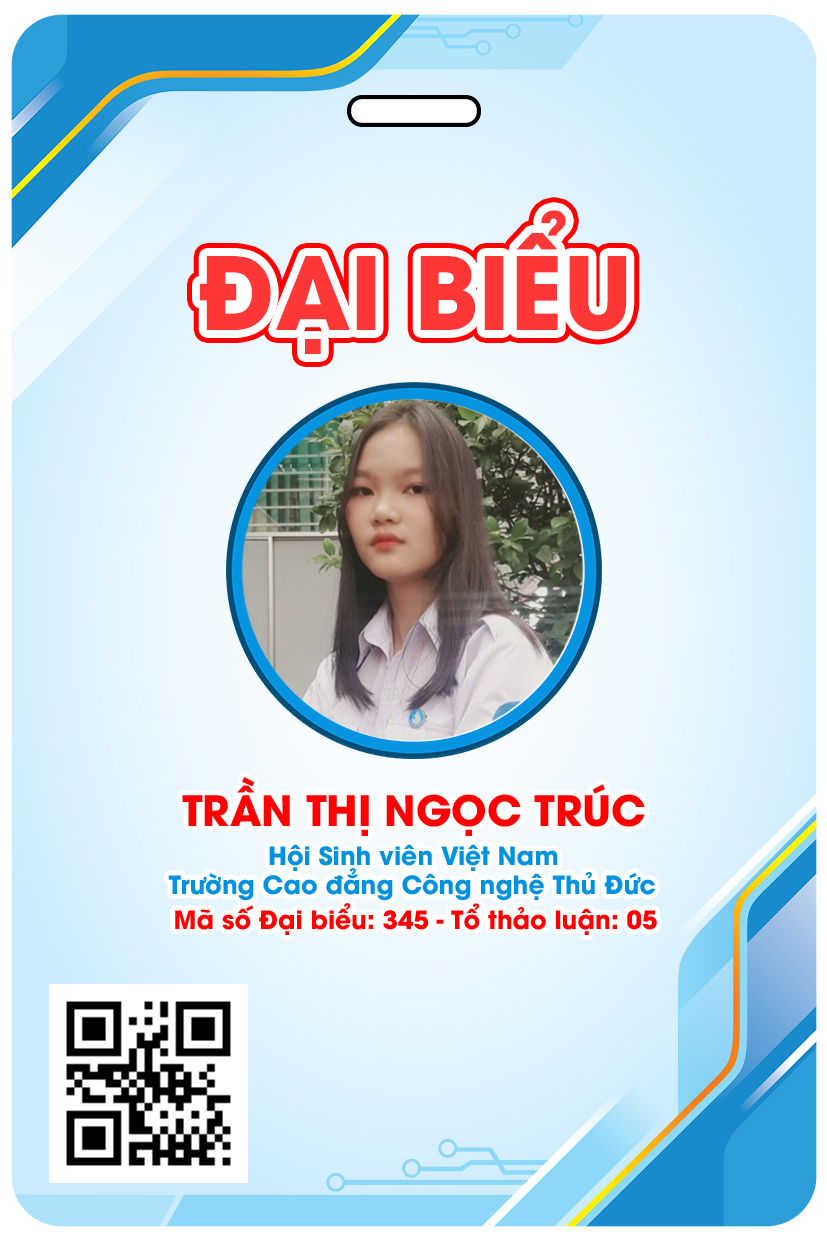 ĐẠI BIỂU
TRẦN THỊ NGỌC TRÚC
Hội Sinh viên Việt Nam
Trường Cao đẳng Công nghệ Thủ Đức
Mã số Đại biểu: 345 - Tổ thảo luận: 05